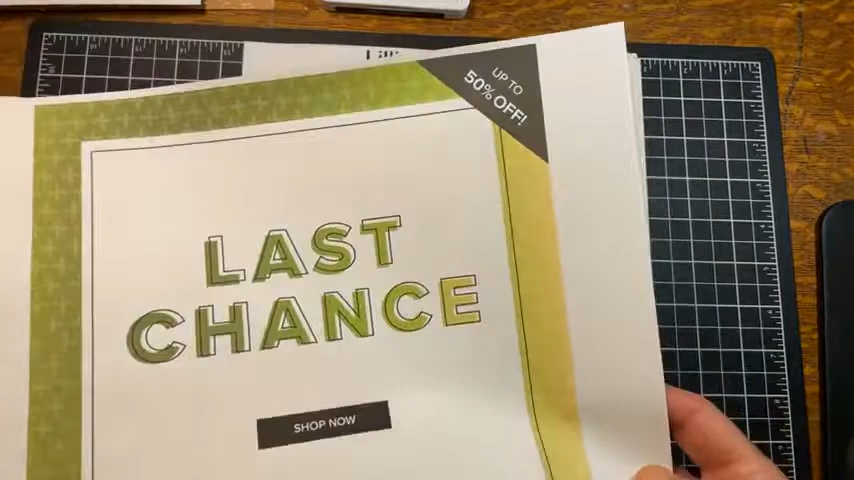 UP TO
50% OFF!
LAST
CHANCE
SHOP NOW